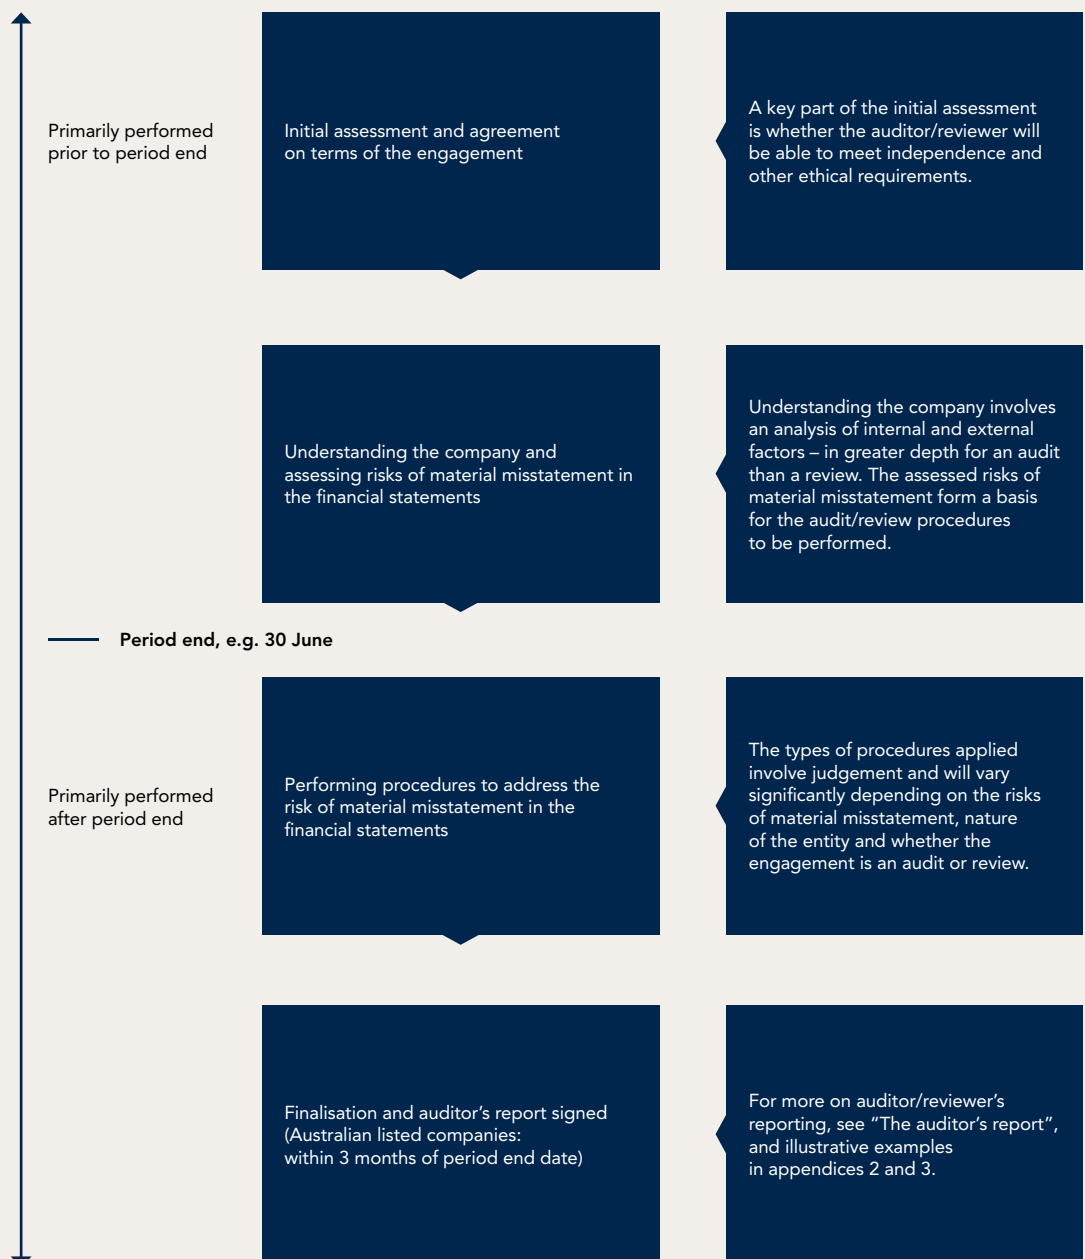 Primarily performed
prior to period end
Initial assessment and agreement
on terms of the engagement
A key part of the initial assessment
is whether the auditor/reviewer will
be able to meet independence and
other ethical requirements.
Understanding the company and
assessing risks of material misstatement in
the financial statements
Understanding the company involves
an analysis of internal and external
factors – in greater depth for an audit
than a review. The assessed risks of
material misstatement form a basis
for the audit/review procedures
to be performed.
Period end, e.g. 30 June
Primarily performed
after period end
Performing procedures to address the
risk of material misstatement in the
financial statements
The types of procedures applied
involve judgement and will vary
significantly depending on the risks
of material misstatement, nature
of the entity and whether the
engagement is an audit or review.
Finalisation and auditor’s report signed
(Australian listed companies:
within 3 months of period end date)
For more on auditor/reviewer’s
reporting, see “The auditor’s report”,
and illustrative examples
in appendices 2 and 3.